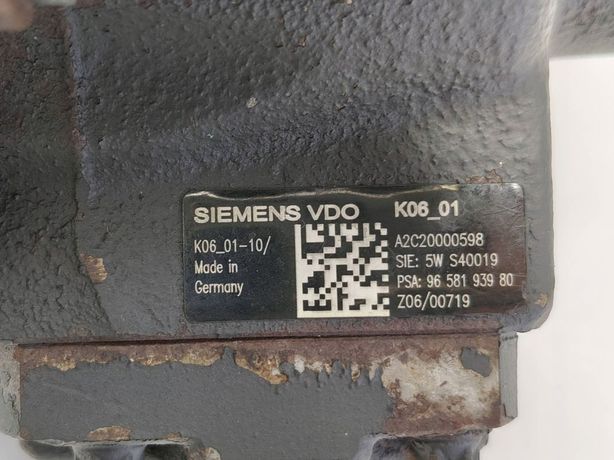 SIEMENS VDO K06_01
K06_01-10/
Made in
Germany
A2C20000598
SIE: 5W S40019
PSA: 96 581 939 80
Z06/00719